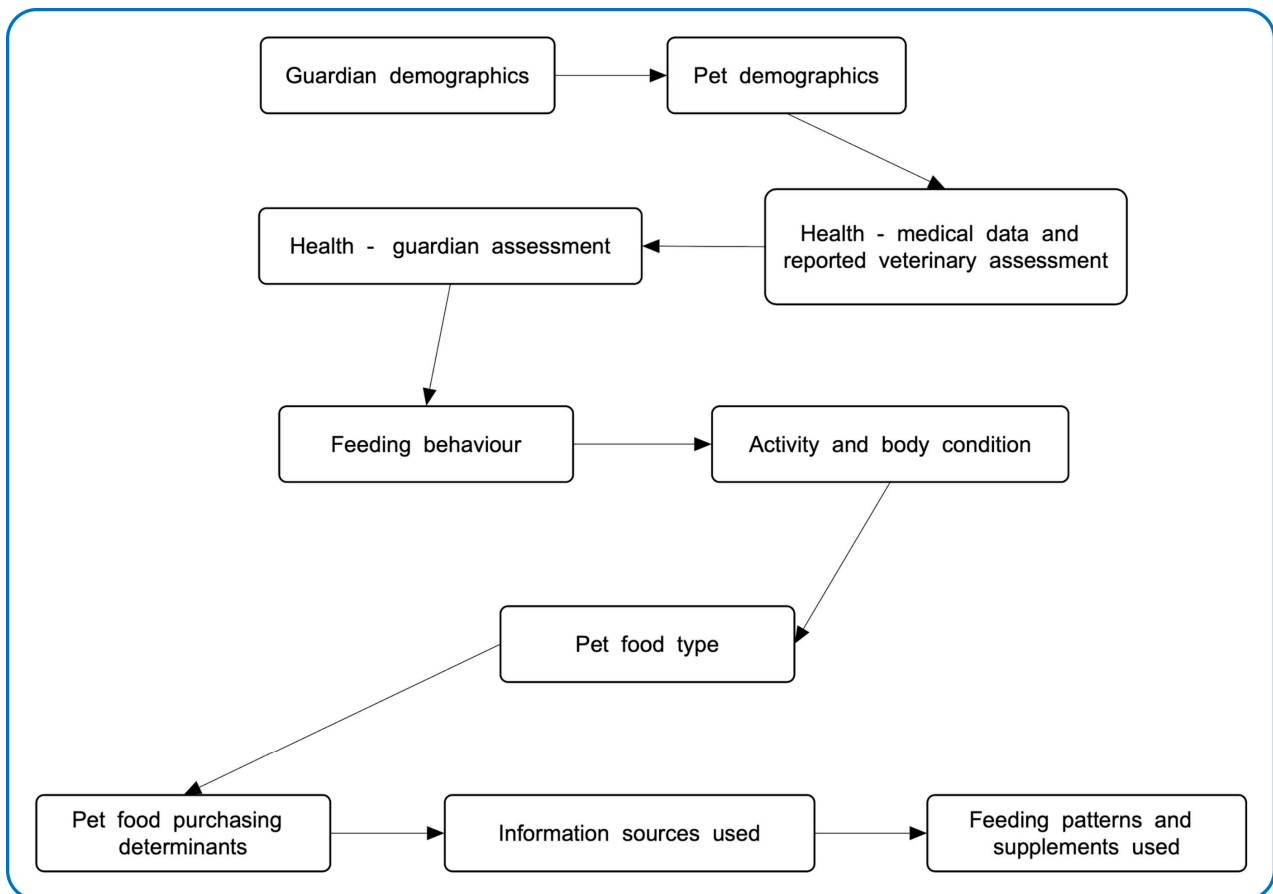 Guardian demographics
Pet demographics
Health - medical data and
reported veterinary assessment
Health - guardian assessment
Feeding behaviour
Activity and body condition
Pet food type
Pet food purchasing
determinants
Information sources used
Feeding patterns and
supplements used